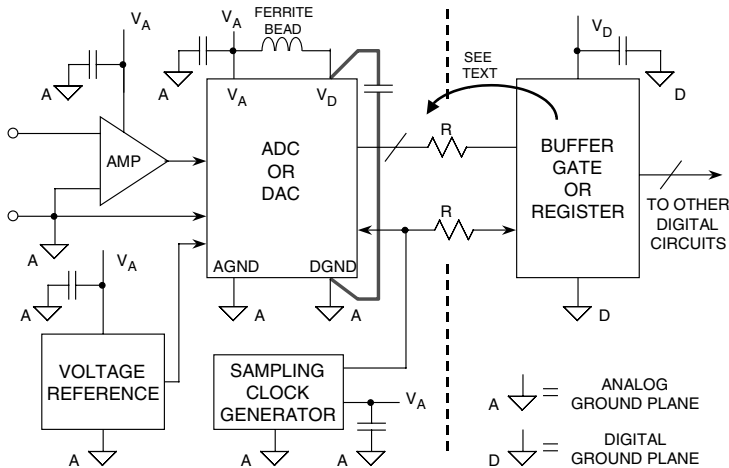 V_A
FERRITE
BEAD
V_A
V_D
SEE
TEXT
A
A
A
D
V_A
V_D
R
AMP
ADC
OR
DAC
BUFFER
GATE
OR
REGISTER
TO OTHER
DIGITAL
CIRCUITS
R
A
V_A
AGND
DGND
A
A
A
D
VOLTAGE
REFERENCE
SAMPLING
CLOCK
GENERATOR
V_A
A
=
ANALOG
GROUND PLANE
A
A
A
D
=
DIGITAL
GROUND PLANE